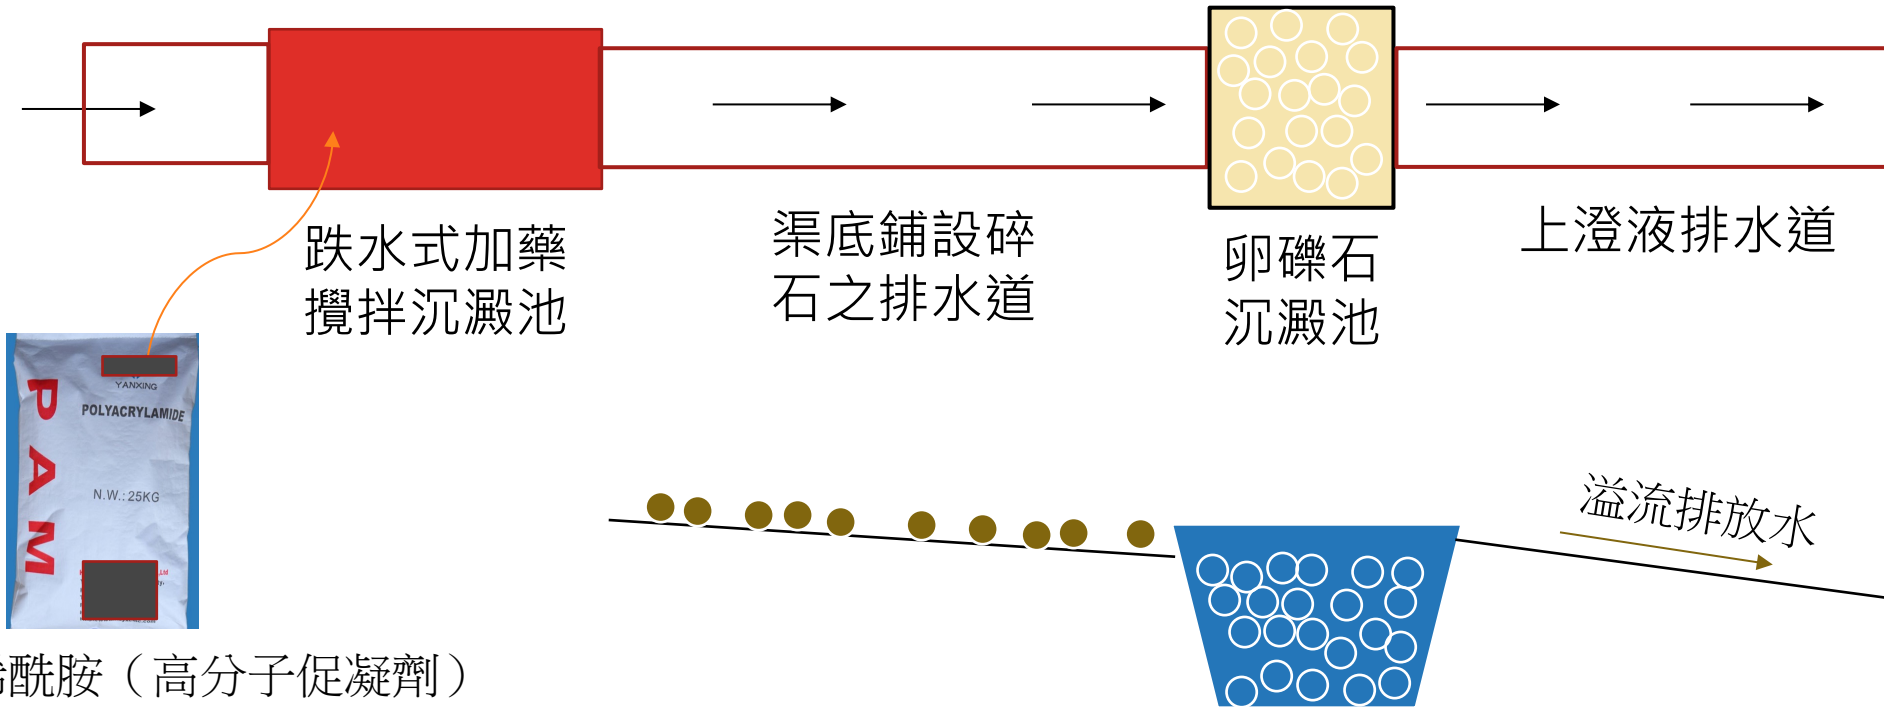 跌水式加藥
攪拌沉澱池
渠底鋪設碎
石之排水道
卵礫石
沉澱池
上澄液排水道
YANXING
POLYACRYLAMIDE
PAM
N.W.: 25KG
溢流排放水
醯胺（高分子促凝劑）